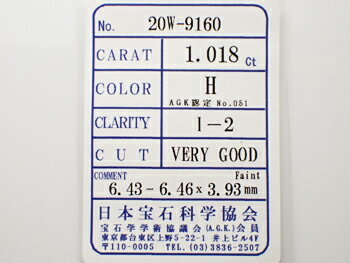 No. 20W-9160
CARAT 1.018 Ct
COLOR H
AGK認定 No.051
CLARITY I-2
CUT VERY GOOD
COMMENT Faint
6.43 - 6.46 x 3.93 mm
日本宝石科学協会
宝石学学術協議会(A.G.K.)会員
東京都台東区上野5-22-1 井上ビル4F
〒110-0005 TEL.(03)3836-2507